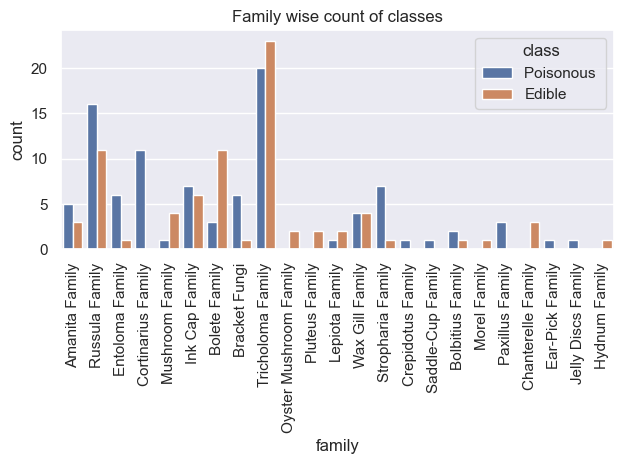 Family wise count of classes
class
Poisonous
Edible
count
20
15
10
5
0
Amanita Family
Russula Family
Entoloma Family
Cortinarius Family
Mushroom Family
Ink Cap Family
Bolete Family
Bracket Fungi
Tricholoma Family
Oyster Mushroom Family
Pluteus Family
Lepiota Family
Wax Gill Family
Stropharia Family
Crepidotus Family
Saddle-Cup Family
Bolbitius Family
Morel Family
Paxillus Family
Chanterelle Family
Ear-Pick Family
Jelly Discs Family
Hydnum Family
family